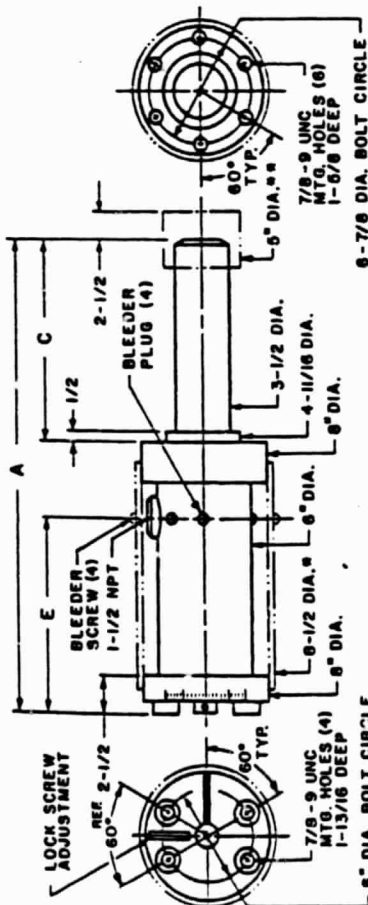 LOCK SCREW
ADJUSTMENT
REF.
60°
2-1/2
60°
TYP.
7/8-9 UNC
MTG. HOLES (4)
1-13/16 DEEP
6" DIA. BOLT CIRCLE
A
E
C
1/2
2-1/2
BLEEDER
SCREW (4)
1-1/2 NPT
BLEEDER
PLUG (4)
8" DIA.
8-1/2 DIA.*
6" DIA.
8" DIA.
4-11/16 DIA.
3-1/2 DIA.
5" DIA.**
60°
TYP.
7/8-9 UNC
MTG. HOLES (6)
1-5/8 DEEP
6-7/8 DIA. BOLT CIRCLE